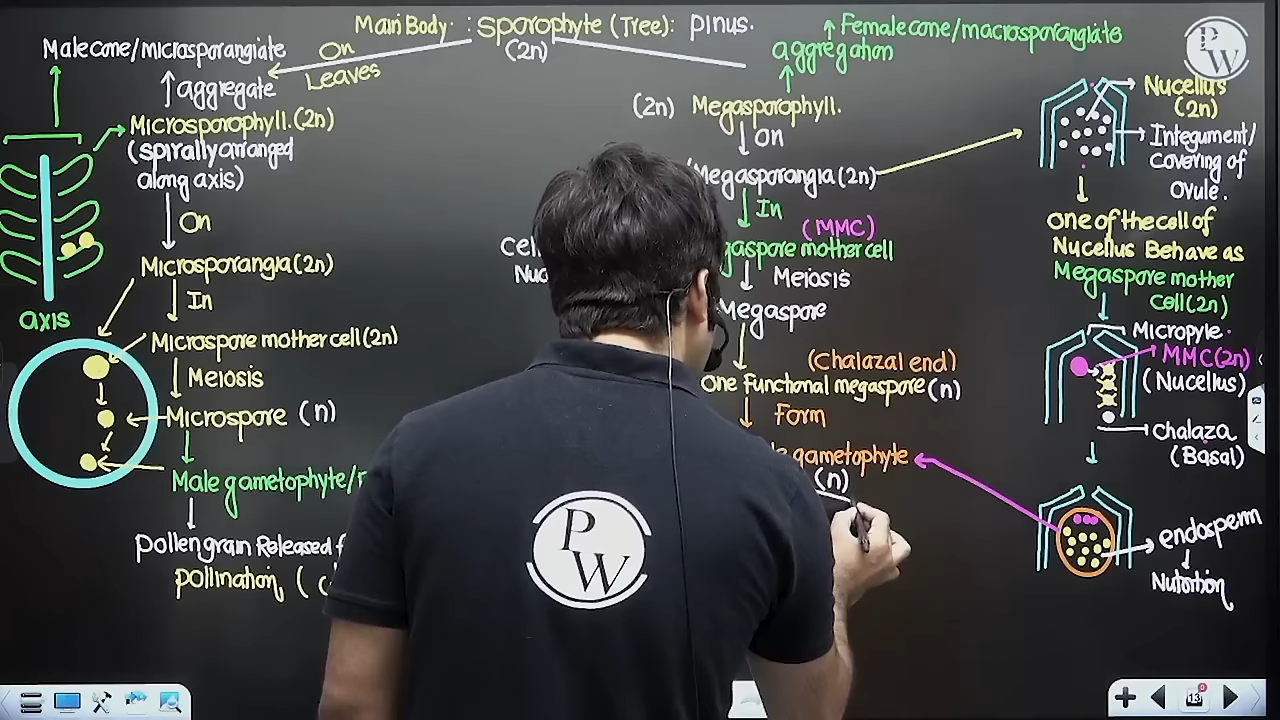 Main Body : Sporophyte (Tree): Pinus.
(2n)
Male cone/microsporangiate
On
Leaves
aggregate
Microsporophyll. (2n)
(spirally arranged
along axis)
On
Microsporangia (2n)
In
axis
Microspore mother cell (2n)
Meiosis
Microspore (n)
Male gametophyte/
Pollengrain Released
pollination, (
Female cone/macrosporangiate
aggregation
(2n) Megasporophyll.
On
Megasporangia (2n)
In
(MMC)
mother cell
Meiosis
Megaspore
(Chalazal end)
One Functional megaspore (n)
Form
gametophyte
(n)
Nucellus
(2n)
Integument/
covering of
Ovule.
One of the cell of
Nucellus Behave as
Megaspore mother
cell (2n)
Micropyle.
MMC (2n)
(Nucellus)
Chalaza
(Basal)
endosperm
Nutrition
PW
PW
13